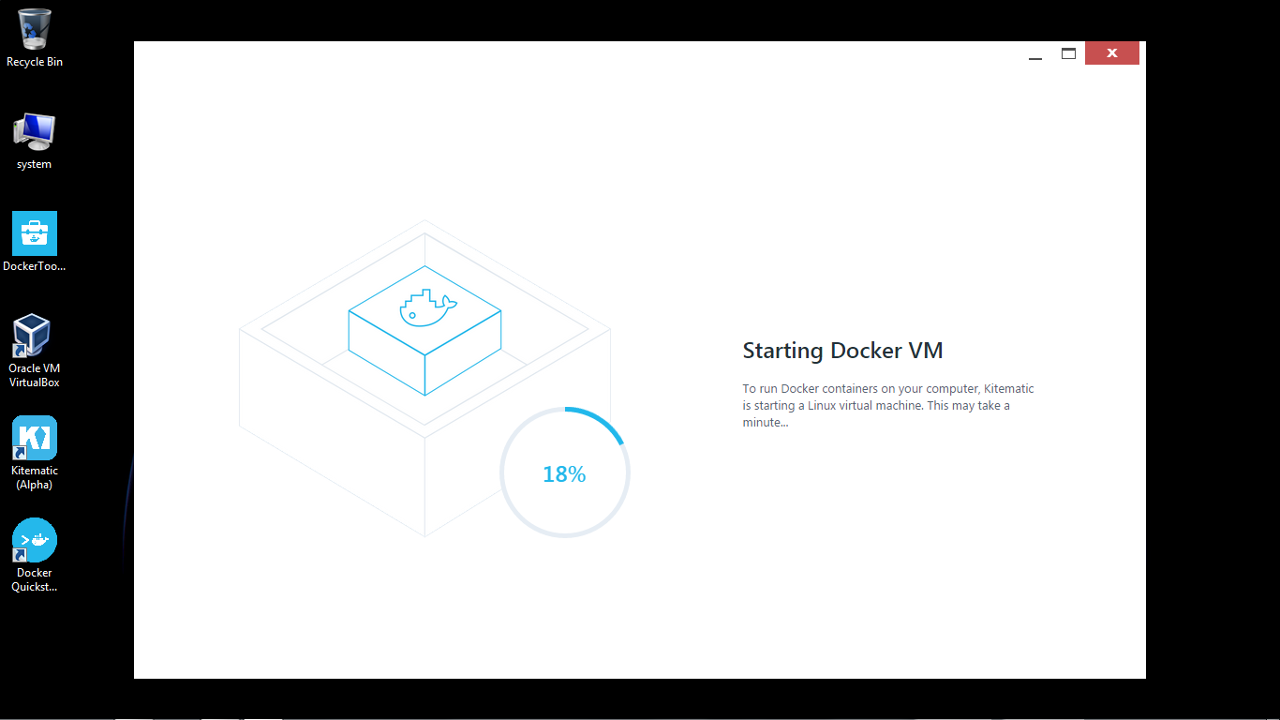 Recycle Bin
system
DockerToo...
Oracle VM
VirtualBox
Kitematic
(Alpha)
Docker
Quickst...
18%
Starting Docker VM
To run Docker containers on your computer, Kitematic
is starting a Linux virtual machine. This may take a
minute...